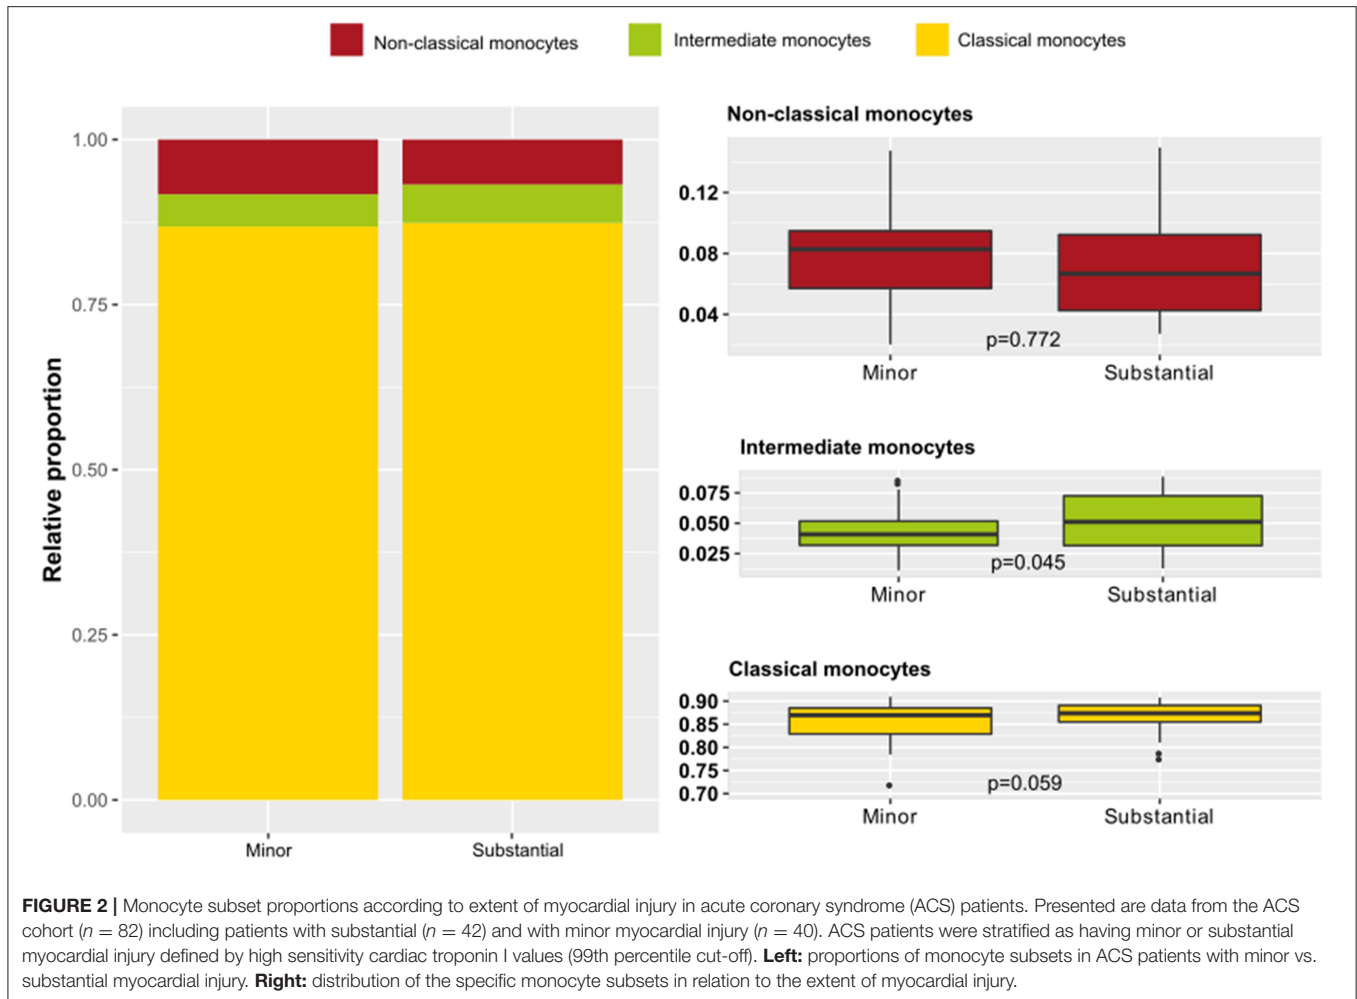 Non-classical monocytes
Intermediate monocytes
Classical monocytes
Relative proportion
1.00
0.75
0.50
0.25
0.00
Minor
Substantial
Non-classical monocytes
0.12
0.08
0.04
p=0.772
Minor
Substantial
Intermediate monocytes
0.075
0.050
0.025
p=0.045
Minor
Substantial
Classical monocytes
0.90
0.85
0.80
0.75
0.70
p=0.059
Minor
Substantial
FIGURE 2 | Monocyte subset proportions according to extent of myocardial injury in acute coronary syndrome (ACS) patients. Presented are data from the ACS
cohort (n = 82) including patients with substantial (n = 42) and with minor myocardial injury (n = 40). ACS patients were stratified as having minor or substantial
myocardial injury defined by high sensitivity cardiac troponin I values (99th percentile cut-off). Left: proportions of monocyte subsets in ACS patients with minor vs.
substantial myocardial injury. Right: distribution of the specific monocyte subsets in relation to the extent of myocardial injury.